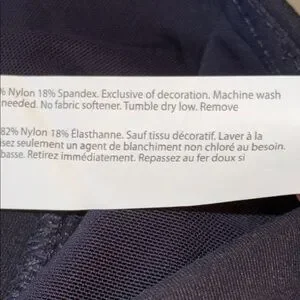 % Nylon 18% Spandex. Exclusive of decoration. Machine wash
needed. No fabric softener. Tumble dry low. Remove
82% Nylon 18% Élasthanne. Sauf tissu décoratif. Laver à la
isez seulement un agent de blanchiment non chloré au besoin.
basse. Retirez immédiatement. Repassez au fer doux si